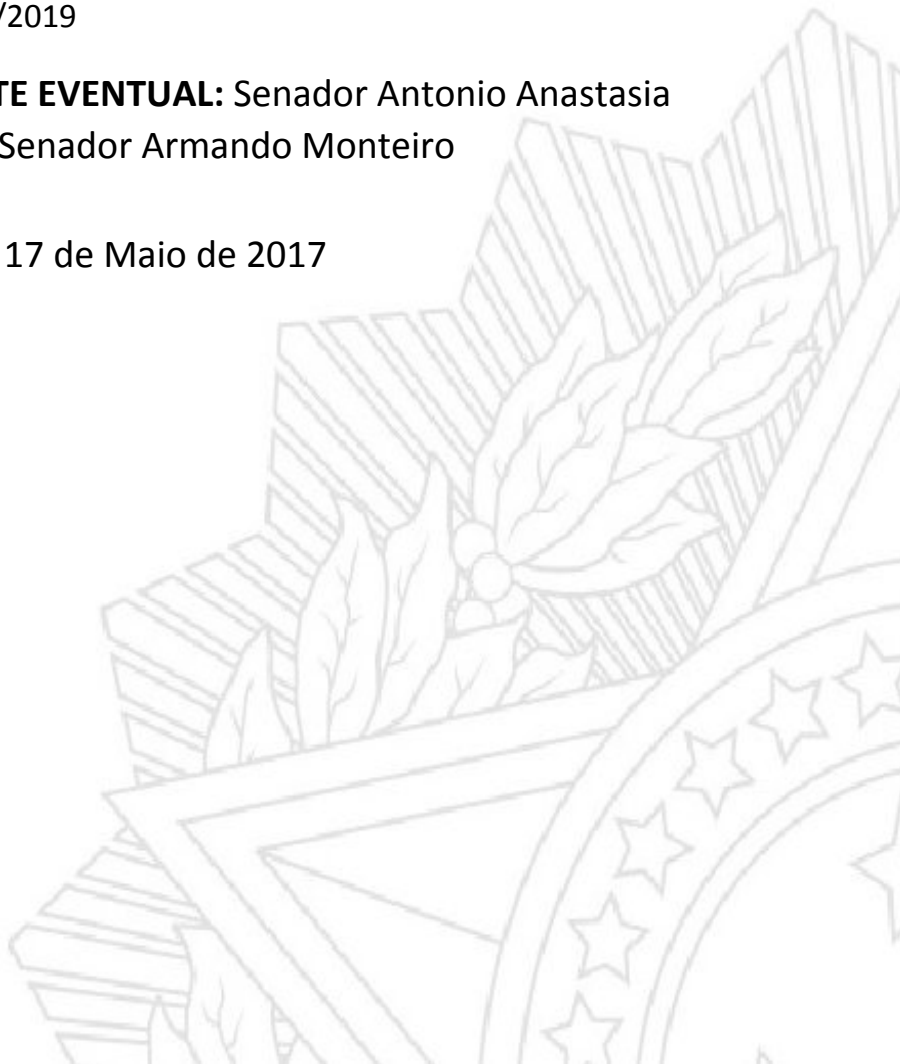 /2019
TE EVENTUAL: Senador Antonio Anastasia
Senador Armando Monteiro
17 de Maio de 2017